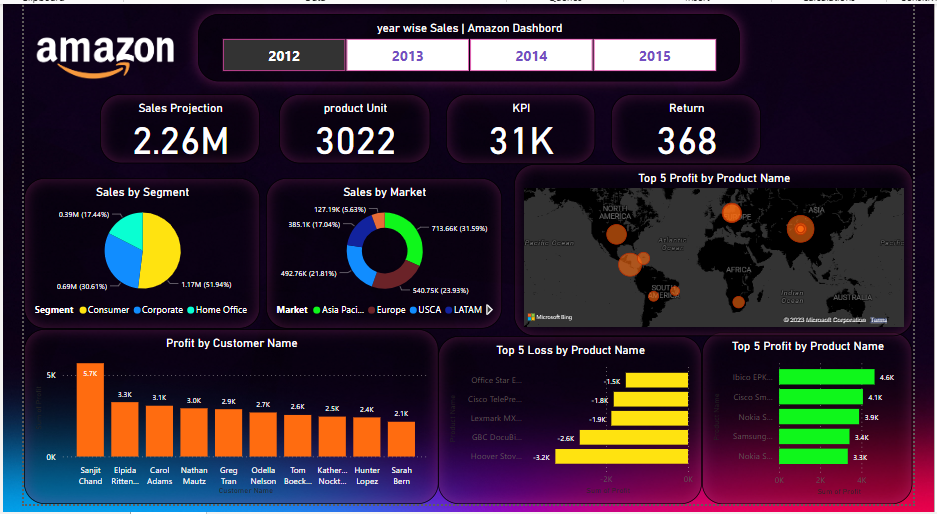 Clipboard
Data
Queries
Insert
Calculations
amazon
year wise Sales | Amazon Dashbord
2012
2013
2014
2015
Sales Projection
2.26M
product Unit
3022
KPI
31K
Return
368
Sales by Segment
0.39M (17.44%)
0.69M (30.61%)
1.17M (51.94%)
Segment Consumer Corporate Home Office
Sales by Market
127.19K (5.63%)
385.1K (17.04%)
713.66K (31.59%)
492.76K (21.81%)
540.75K (23.93%)
Market Asia Paci... Europe USCA LATAM
Top 5 Profit by Product Name
NORTH
AMERICA
ASIA
Pacific Ocean
Atlantic
Ocean
AFRICA
SOUTH
AMERICA
Indian
Ocean
AUSTRALIA
Microsoft Bing
© 2023 Microsoft Corporation Terms
Profit by Customer Name
5K
0K
5.7K
3.3K
3.1K
3.0K
2.9K
2.7K
2.6K
2.5K
2.4K
2.1K
Sanjit
Chand
Elpida
Ritten...
Carol
Adams
Nathan
Mautz
Greg
Tran
Odella
Nelson
Tom
Boeck...
Kather...
Nockt...
Hunter
Lopez
Sarah
Bern
Customer Name
Top 5 Loss by Product Name
Product Name
Office Star E...
-1.5K
Cisco TelePre...
-1.8K
Lexmark MX...
-1.9K
GBC DocuBi...
-2.6K
Hoover Stov...
-3.2K
-2K
0K
Top 5 Profit by Product Name
Product Name
Ibico EPK...
4.6K
Cisco Sm...
4.1K
Nokia S...
3.9K
Samsung...
3.4K
Nokia S...
3.3K
0K
2K
4K